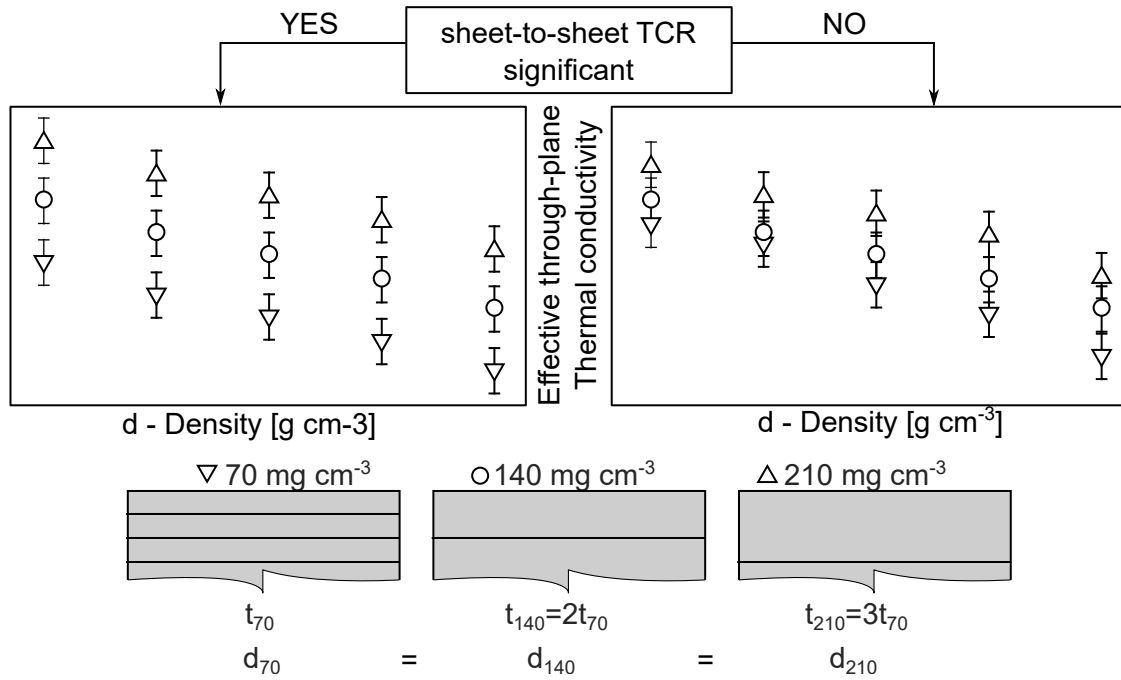 YES
sheet-to-sheet TCR
significant
NO
Effective through-plane
Thermal conductivity
d - Density [g cm-3]
d - Density [g cm⁻³]
▽ 70 mg cm⁻³
○ 140 mg cm⁻³
△ 210 mg cm⁻³
t₇₀
t₁₄₀=2t₇₀
t₂₁₀=3t₇₀
d₇₀ = d₁₄₀ = d₂₁₀